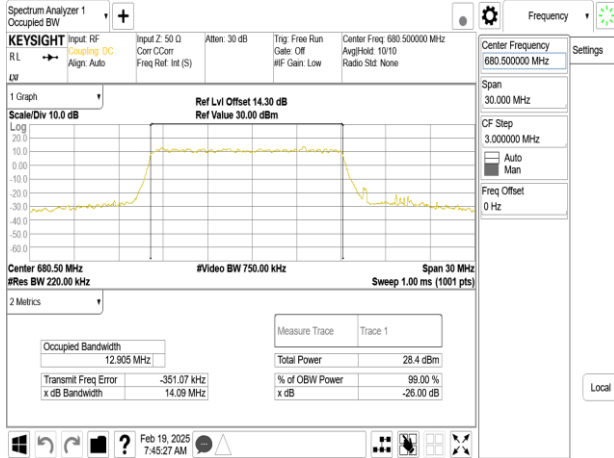 Spectrum Analyzer 1
Occupied BW
Frequency
KEYSIGHT
RL
LXI
Input: RF
Coupling: DC
Align: Auto
Input Z: 50 Ω
Corr CCorr
Freq Ref: Int (S)
Atten: 30 dB
Trig: Free Run
Gate: Off
#IF Gain: Low
Center Freq: 680.500000 MHz
Avg|Hold: 10/10
Radio Std: None
Center Frequency
680.500000 MHz
Settings
Span
30.000 MHz
CF Step
3.000000 MHz
Auto
Man
Freq Offset
0 Hz
Local
1 Graph
Scale/Div 10.0 dB
Ref Lvl Offset 14.30 dB
Ref Value 30.00 dBm
Log
20.0
10.0
0.00
-10.0
-20.0
-30.0
-40.0
-50.0
-60.0
Center 680.50 MHz
#Video BW 750.00 kHz
Span 30 MHz
#Res BW 220.00 kHz
Sweep 1.00 ms (1001 pts)
2 Metrics
Measure Trace
Trace 1
Occupied Bandwidth
12.905 MHz
Total Power
28.4 dBm
Transmit Freq Error
-351.07 kHz
% of OBW Power
99.00 %
x dB Bandwidth
14.09 MHz
x dB
-26.00 dB
?
Feb 19, 2025
7:45:27 AM